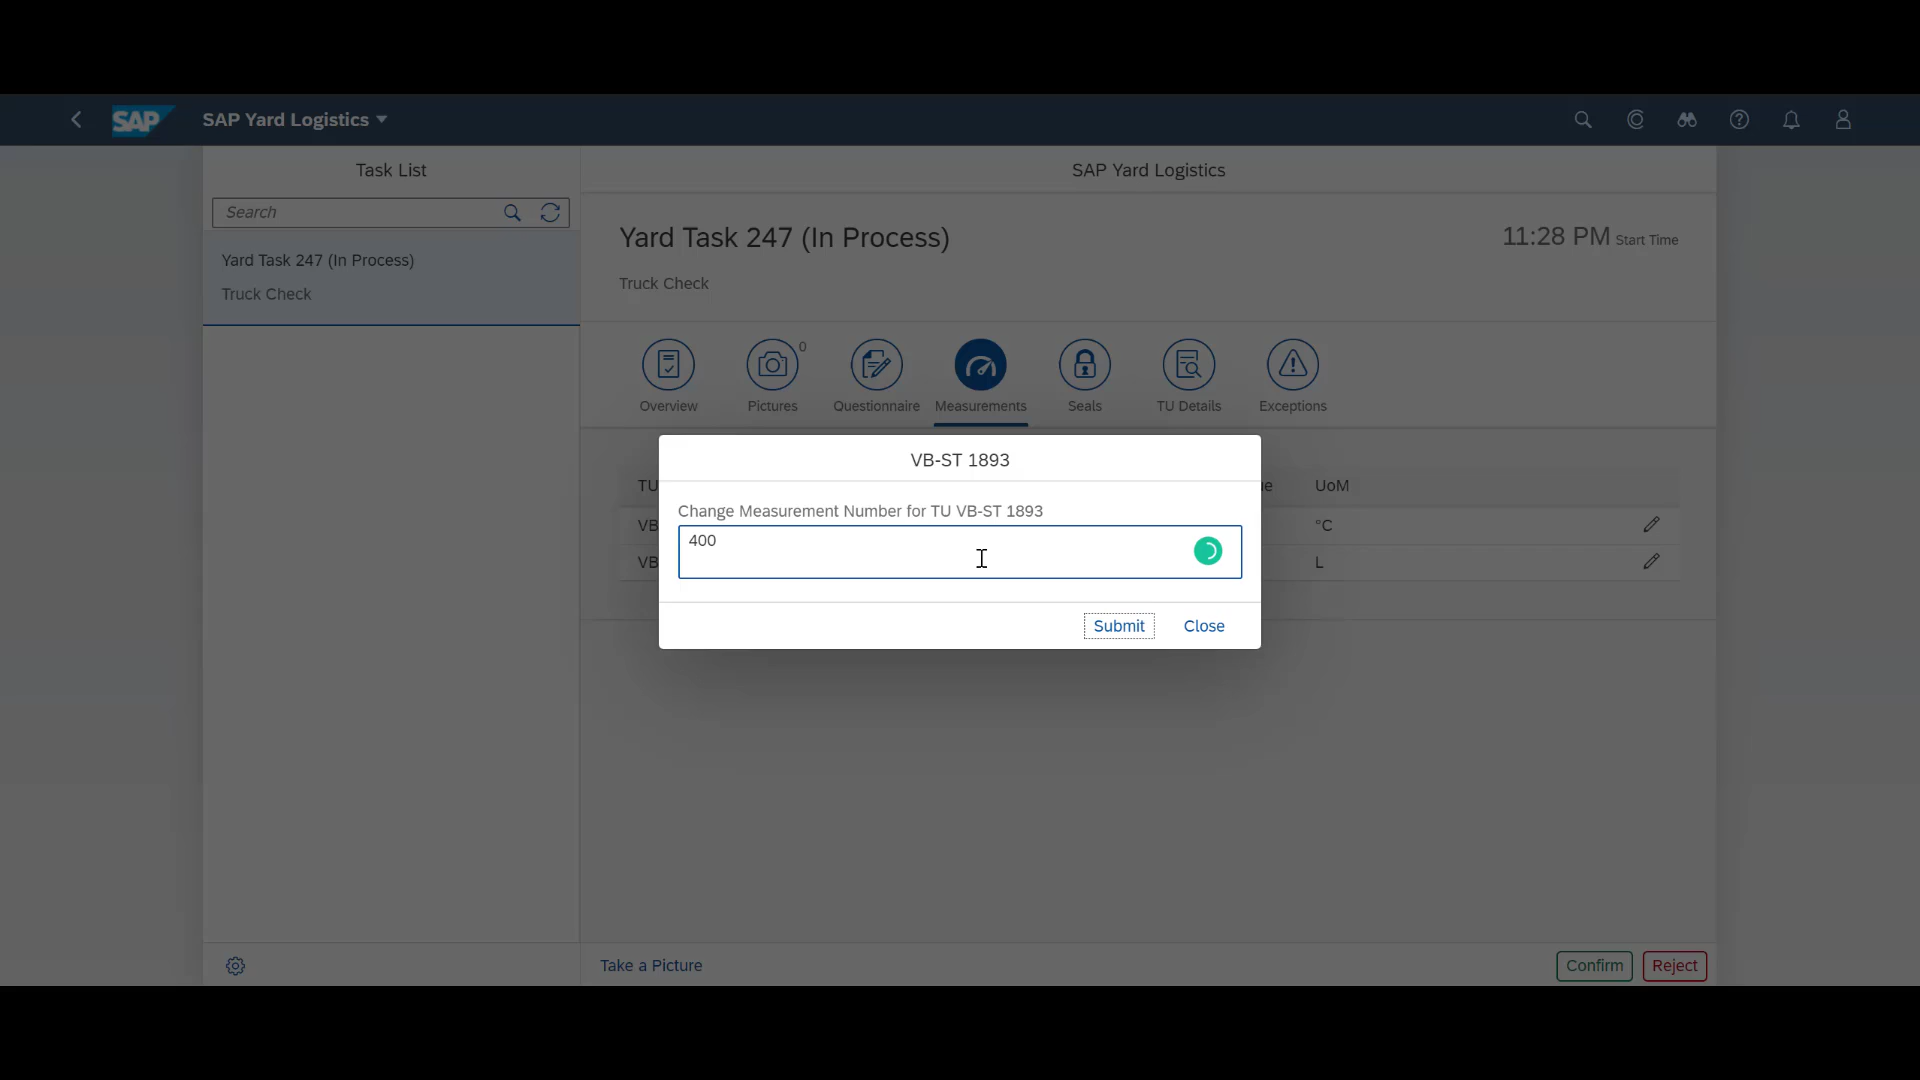 SAP
SAP Yard Logistics
Task List
SAP Yard Logistics
Search
Yard Task 247 (In Process)
Truck Check
Yard Task 247 (In Process)
11:28 PM Start Time
Truck Check
0
Overview
Pictures
Questionnaire
Measurements
Seals
TU Details
Exceptions
VB-ST 1893
TU
UoM
Change Measurement Number for TU VB-ST 1893
VB
°C
400
VB
L
Submit
Close
Take a Picture
Confirm
Reject